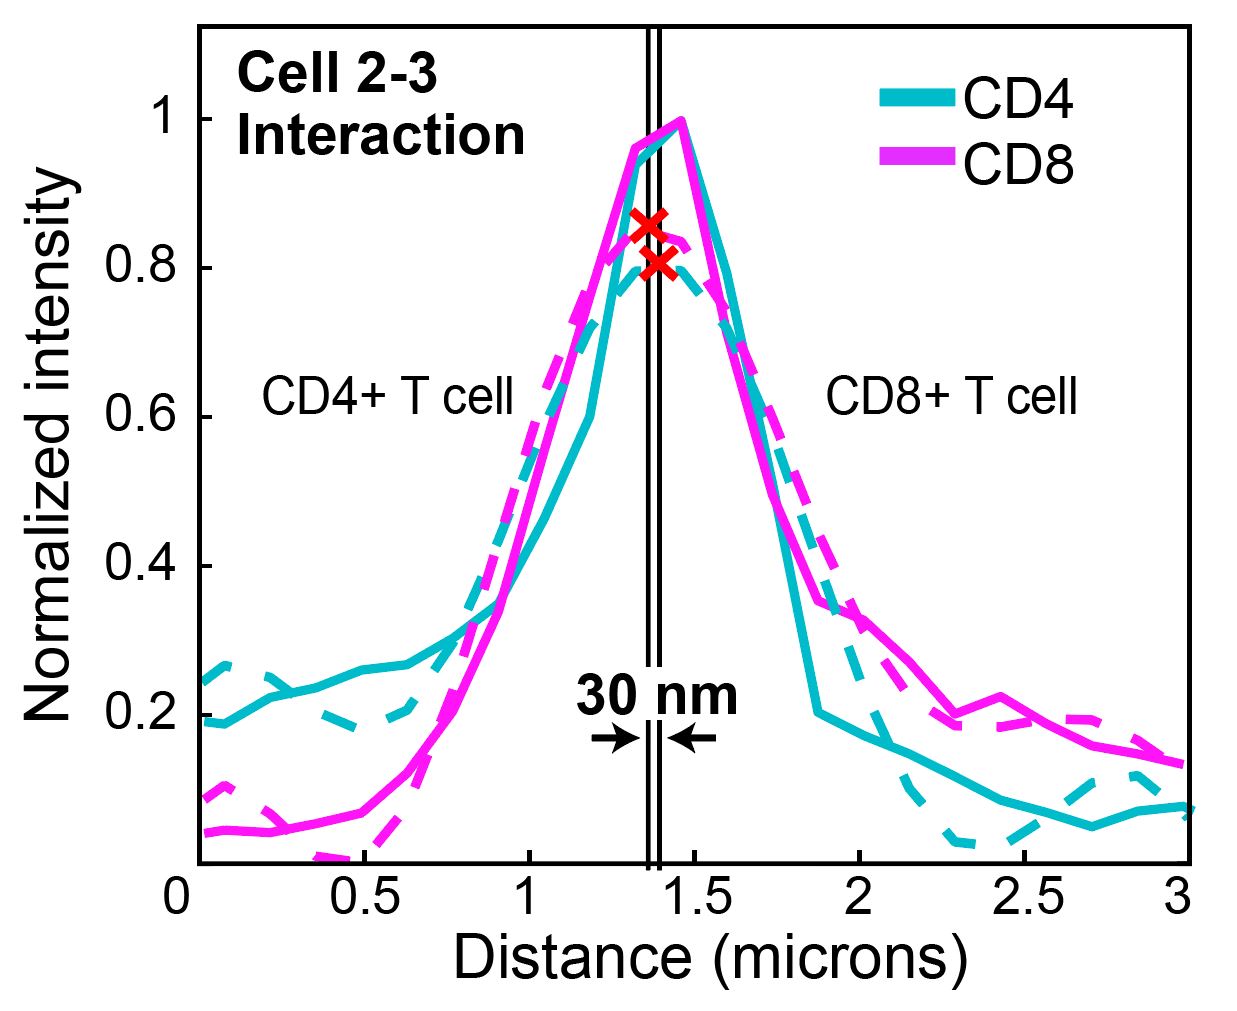 Cell 2-3
Interaction
CD4
CD8
1
0.8
0.6
0.4
0.2
Normalized intensity
CD4+ T cell
CD8+ T cell
30 nm
0
0.5
1
1.5
2
2.5
3
Distance (microns)